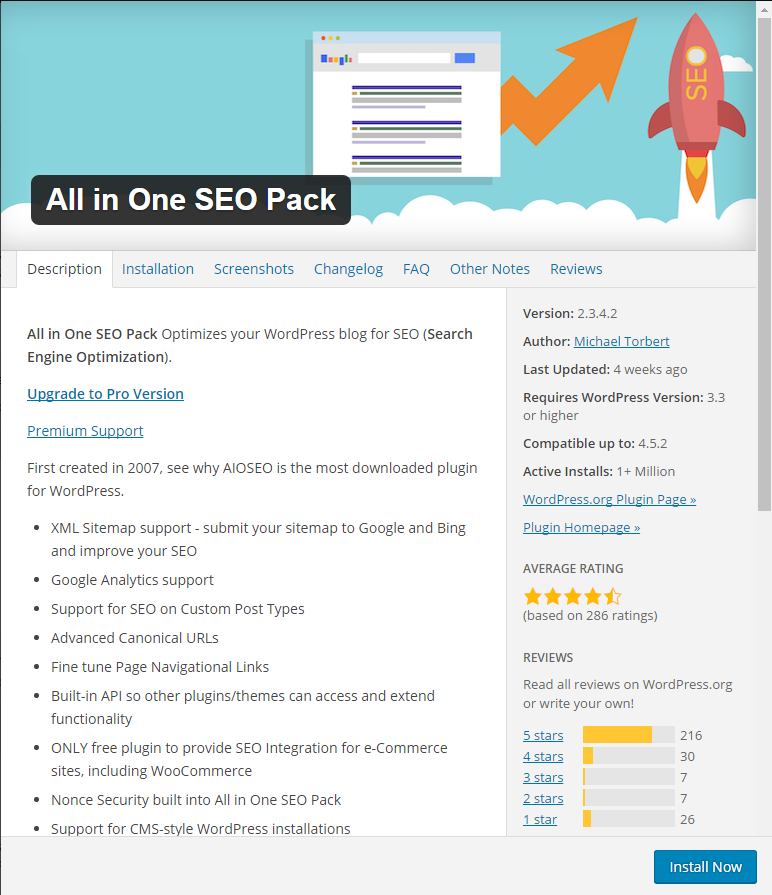 SEO
All in One SEO Pack
Description Installation Screenshots Changelog FAQ Other Notes Reviews
All in One SEO Pack Optimizes your WordPress blog for SEO (Search
Engine Optimization).
Upgrade to Pro Version
Premium Support
First created in 2007, see why AIOSEO is the most downloaded plugin
for WordPress.
• XML Sitemap support - submit your sitemap to Google and Bing
and improve your SEO
• Google Analytics support
• Support for SEO on Custom Post Types
• Advanced Canonical URLs
• Fine tune Page Navigational Links
• Built-in API so other plugins/themes can access and extend
functionality
• ONLY free plugin to provide SEO Integration for e-Commerce
sites, including WooCommerce
• Nonce Security built into All in One SEO Pack
• Support for CMS-style WordPress installations
Version: 2.3.4.2
Author: Michael Torbert
Last Updated: 4 weeks ago
Requires WordPress Version: 3.3
or higher
Compatible up to: 4.5.2
Active Installs: 1+ Million
WordPress.org Plugin Page »
Plugin Homepage »
AVERAGE RATING
(based on 286 ratings)
REVIEWS
Read all reviews on WordPress.org
or write your own!
5 stars 216
4 stars 30
3 stars 7
2 stars 7
1 star 26
Install Now